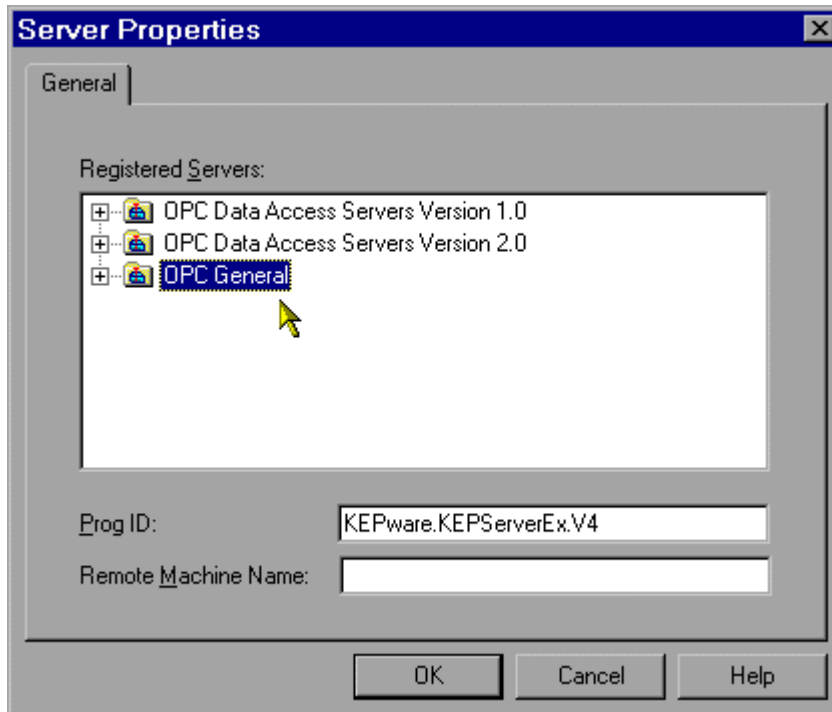 Server Properties
General
Registered Servers:
OPC Data Access Servers Version 1.0
OPC Data Access Servers Version 2.0
OPC General
Prog ID: KEPware.KEPServerEx.V4
Remote Machine Name:
OK Cancel Help